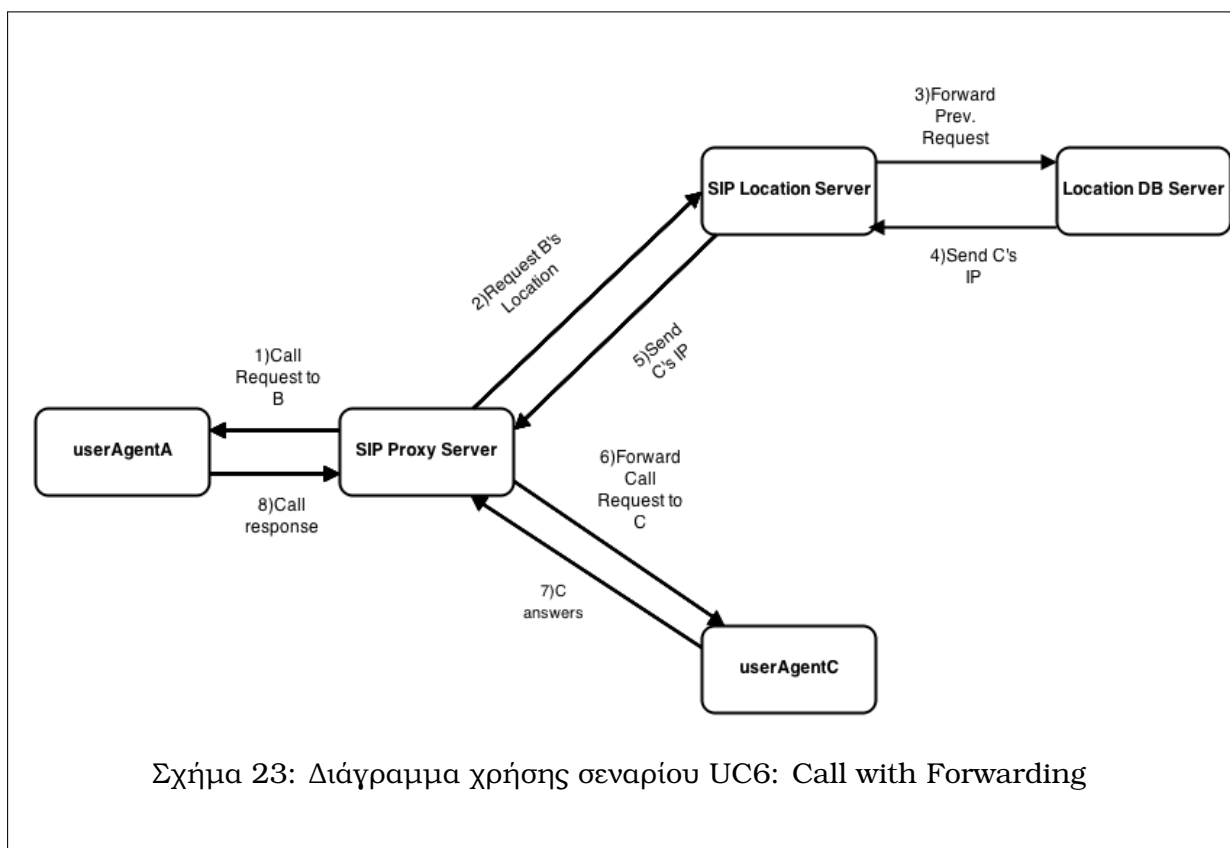 3)Forward
Prev.
Request
SIP Location Server
Location DB Server
4)Send C's
IP
2)Request B's
Location
5)Send
C's IP
1)Call
Request to
B
userAgentA
SIP Proxy Server
8)Call
response
6)Forward
Call
Request to
C
7)C
answers
userAgentC
Σχήμα 23: Διάγραμμα χρήσης σεναρίου UC6: Call with Forwarding